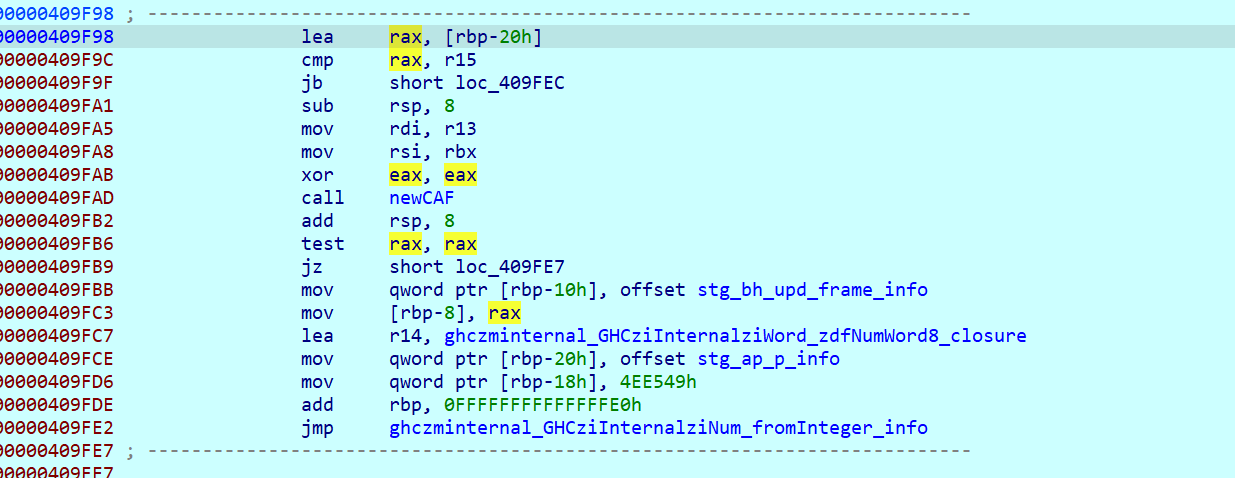 00000409F98 ; ---------------------------------------------------------------------------
00000409F98 lea rax, [rbp-20h]
00000409F9C cmp rax, r15
00000409F9F jb short loc_409FEC
00000409FA1 sub rsp, 8
00000409FA5 mov rdi, r13
00000409FA8 mov rsi, rbx
00000409FAB xor eax, eax
00000409FAD call newCAF
00000409FB2 add rsp, 8
00000409FB6 test rax, rax
00000409FB9 jz short loc_409FE7
00000409FBB mov qword ptr [rbp-10h], offset stg_bh_upd_frame_info
00000409FC3 mov [rbp-8], rax
00000409FC7 lea r14, ghczminternal_GHCziInternalziWord_zdfNumWord8_closure
00000409FCE mov qword ptr [rbp-20h], offset stg_ap_p_info
00000409FD6 mov qword ptr [rbp-18h], 4EE549h
00000409FDE add rbp, 0FFFFFFFFFFFFFFE0h
00000409FE2 jmp ghczminternal_GHCziInternalziNum_fromInteger_info
00000409FE7 ; ---------------------------------------------------------------------------
00000409FE7